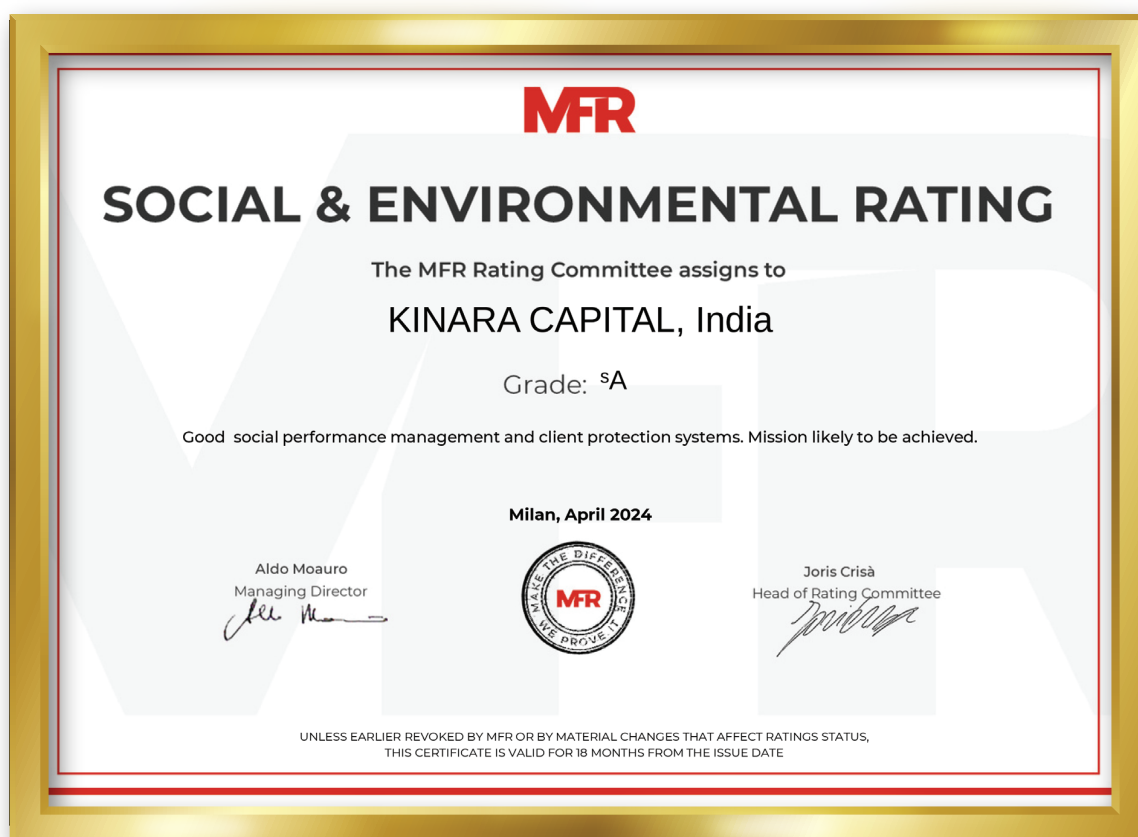 MFR
SOCIAL & ENVIRONMENTAL RATING
The MFR Rating Committee assigns to
KINARA CAPITAL, India
Grade: ˢA
Good  social performance management and client protection systems. Mission likely to be achieved.
Milan, April 2024
Aldo Moauro
Managing Director
MAKE THE DIFFERENCE
MFR
WE PROVE IT
Joris Crisà
Head of Rating Committee
UNLESS EARLIER REVOKED BY MFR OR BY MATERIAL CHANGES THAT AFFECT RATINGS STATUS,
THIS CERTIFICATE IS VALID FOR 18 MONTHS FROM THE ISSUE DATE